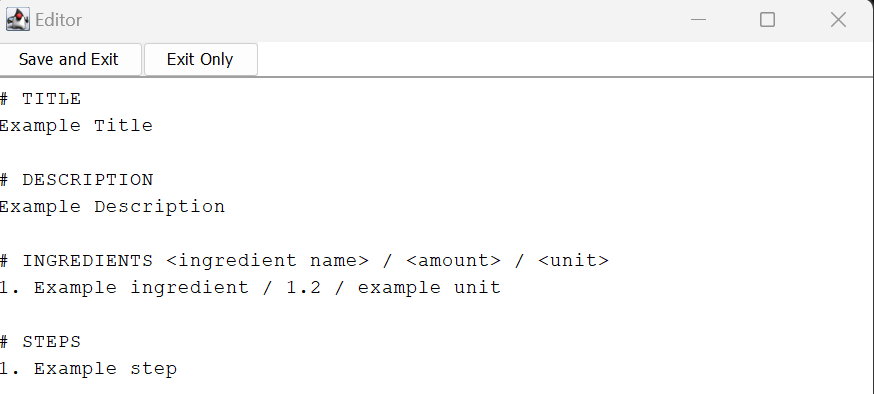 Editor
Save and Exit Exit Only
# TITLE
Example Title
# DESCRIPTION
Example Description
# INGREDIENTS <ingredient name> / <amount> / <unit>
1. Example ingredient / 1.2 / example unit
# STEPS
1. Example step